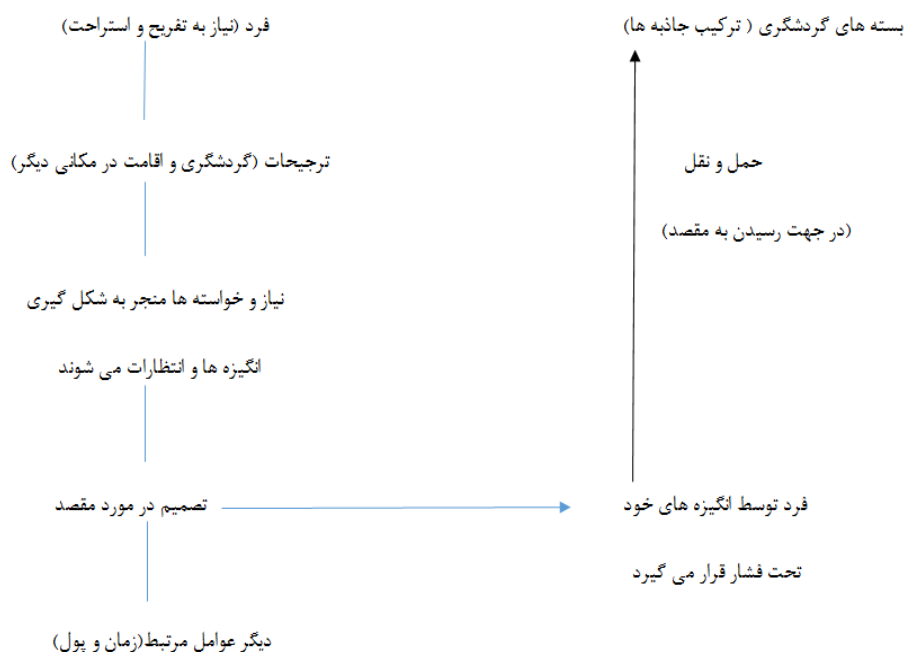 فرد (نیاز به تفریح و استراحت)
ترجیحات (گردشگری و اقامت در مکانی دیگر)
نیاز و خواسته ها منجر به شکل گیری
انگیزه ها و انتظارات می شوند
تصمیم در مورد مقصد
دیگر عوامل مرتبط(زمان و پول)
بسته های گردشگری ( ترکیب جاذبه ها)
حمل و نقل
(در جهت رسیدن به مقصد)
فرد توسط انگیزه های خود
تحت فشار قرار می گیرد